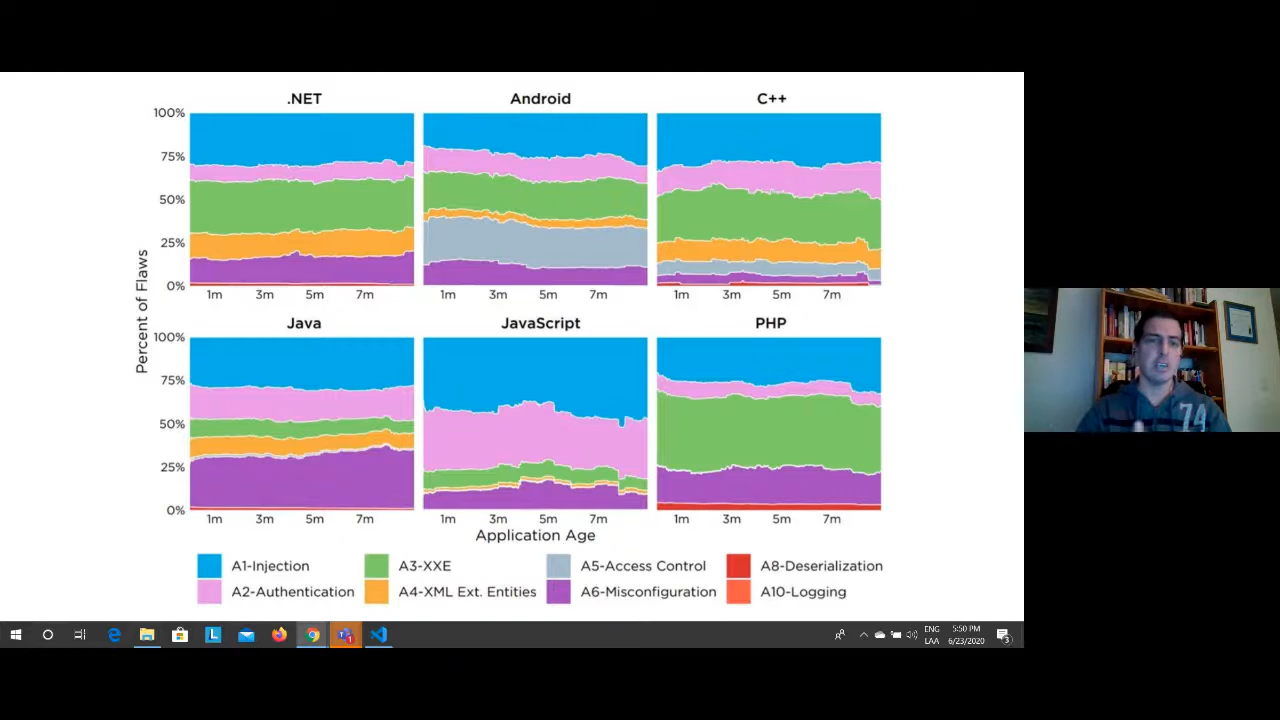 .NET
Android
C++
100%
75%
50%
25%
0%
1m 3m 5m 7m
1m 3m 5m 7m
1m 3m 5m 7m
Percent of Flaws
Java
JavaScript
PHP
100%
75%
50%
25%
0%
1m 3m 5m 7m
1m 3m 5m 7m
1m 3m 5m 7m
Application Age
A1-Injection
A3-XXE
A5-Access Control
A8-Deserialization
A2-Authentication
A4-XML Ext. Entities
A6-Misconfiguration
A10-Logging
74
L
1
ENG
LAA
5:50 PM
6/23/2020
3